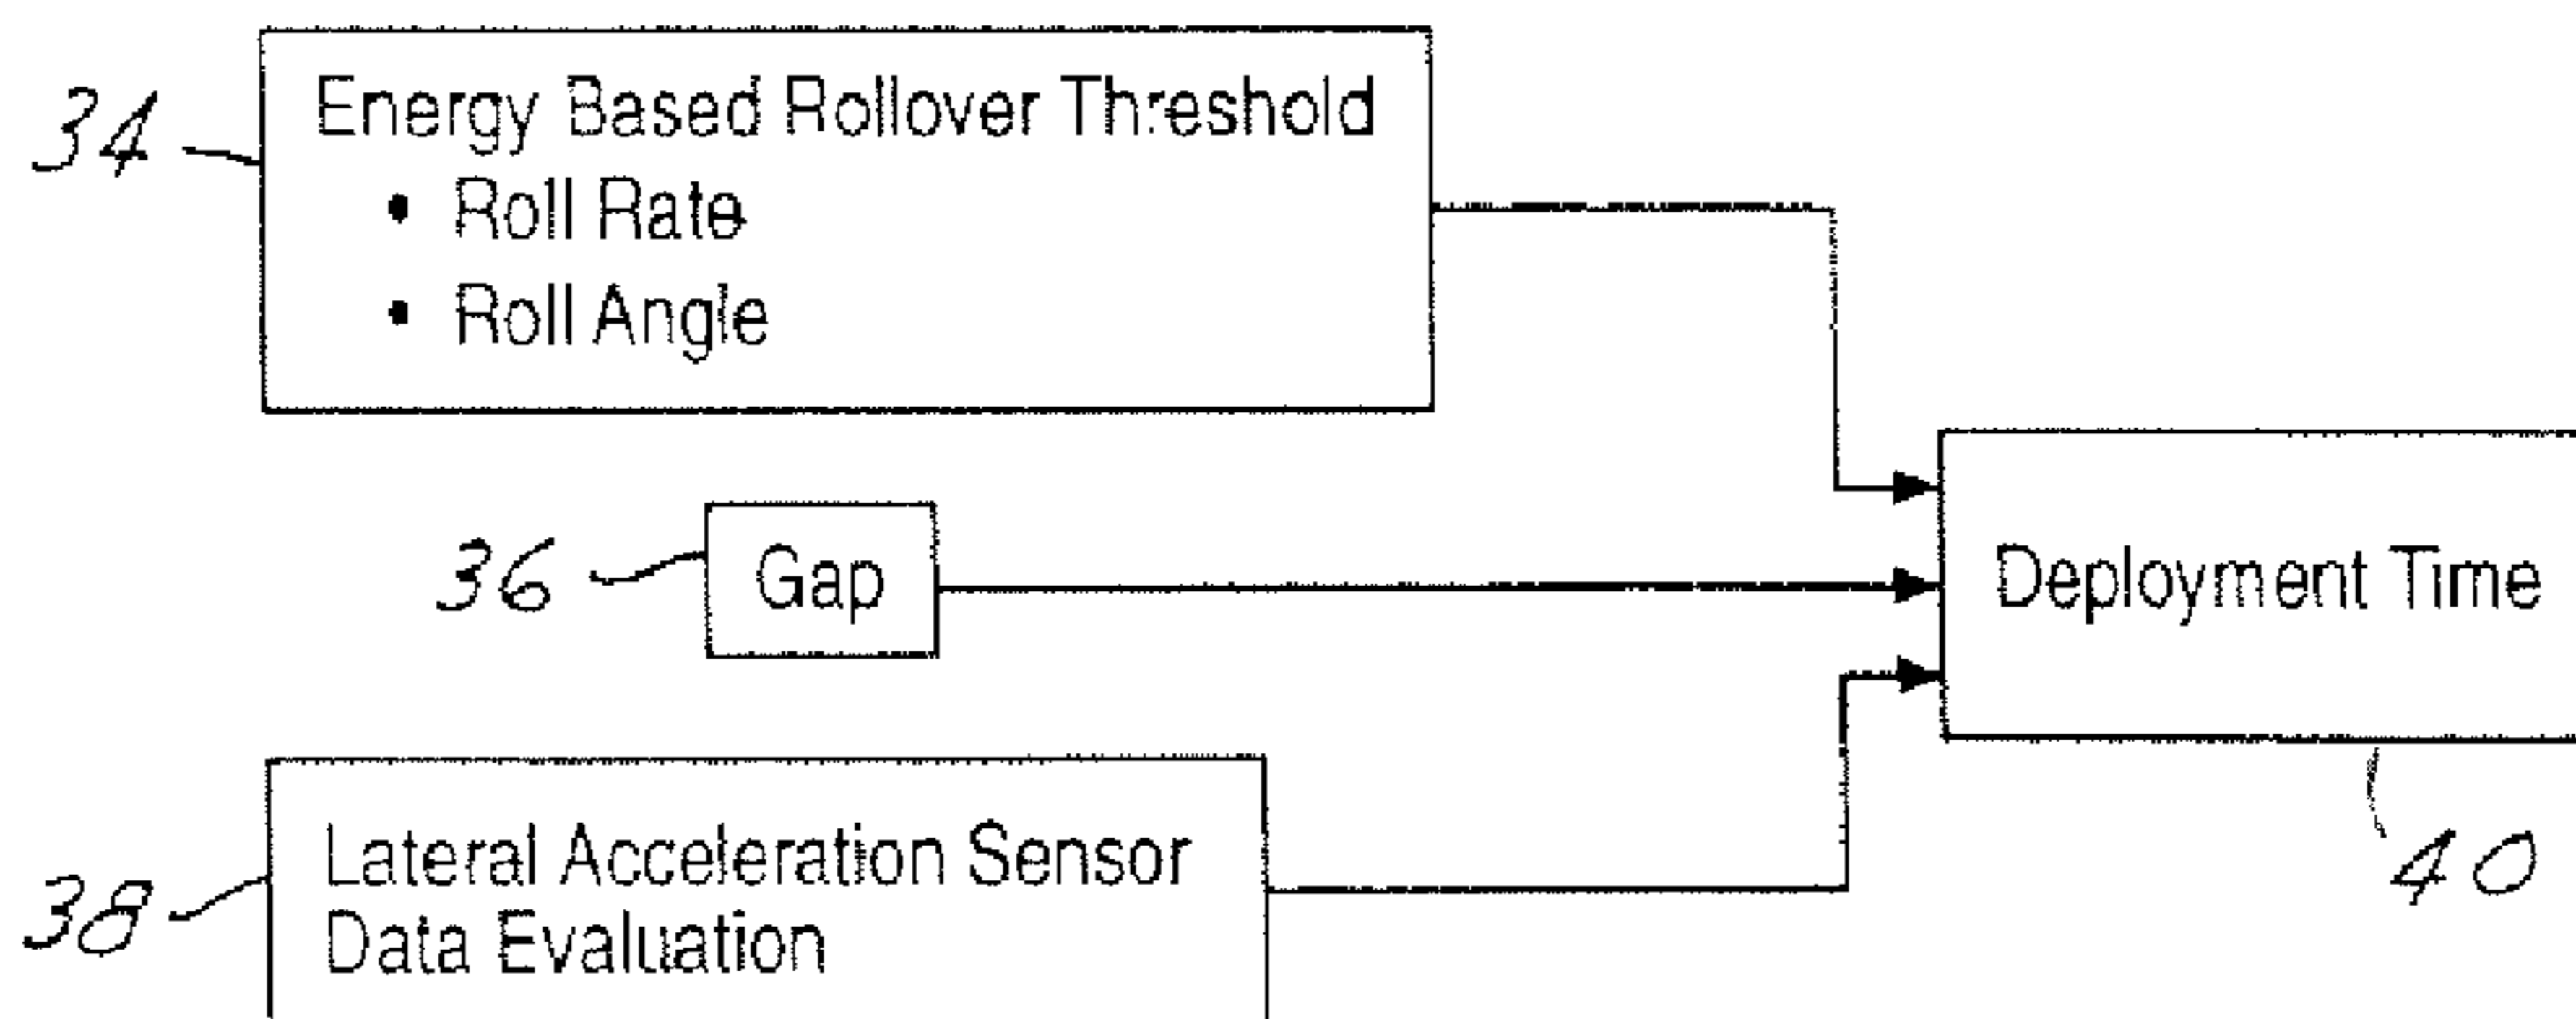 34
Energy Based Rollover Threshold
• Roll Rate
• Roll Angle
36
Gap
Deployment Time
40
38
Lateral Acceleration Sensor
Data Evaluation